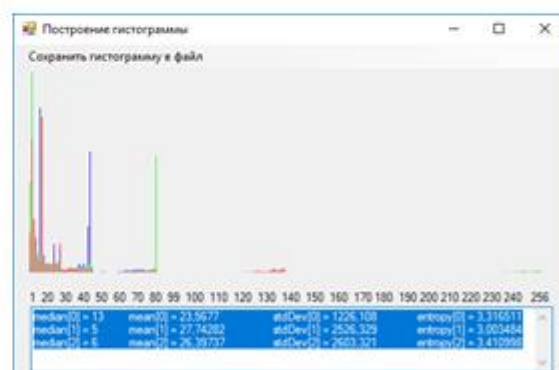 Построение гистограммы
Сохранить гистограмму в файл
1 20 30 40 50 60 70 80 99 100 110 120 130 140 150 160 170 180 190 200 210 220 230 240 256
median[0] = 13 mean[0] = 23,5677 stdDev[0] = 1226,108 entropy[0] = 3,316511
median[1] = 5 mean[1] = 27,74282 stdDev[1] = 2526,329 entropy[1] = 3,003484
median[2] = 6 mean[2] = 26,39737 stdDev[2] = 2603,321 entropy[2] = 3,410998